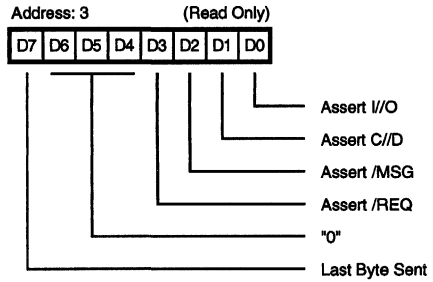 Address: 3 (Read Only)
D7 D6 D5 D4 D3 D2 D1 D0
Assert I//O
Assert C//D
Assert /MSG
Assert /REQ
"0"
Last Byte Sent